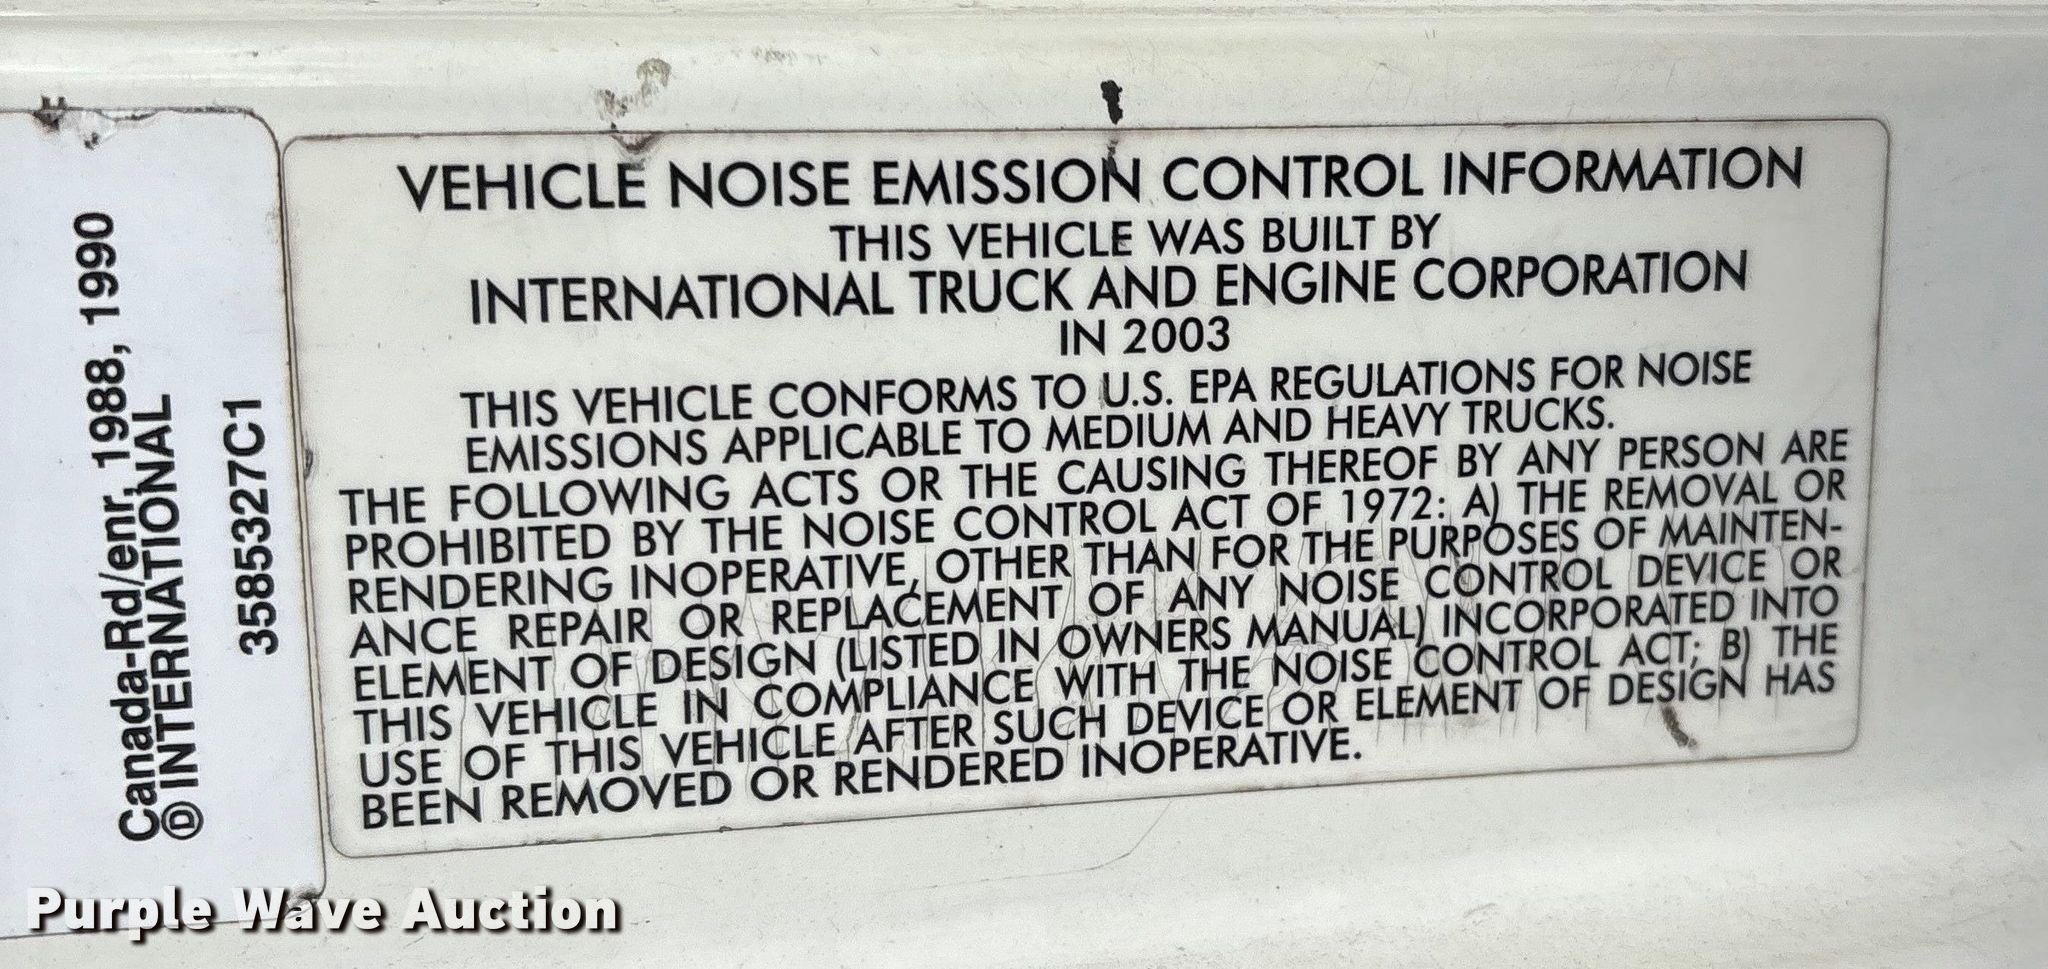 Canada-Rd/enr, 1988, 1990
Ⓓ INTERNATIONAL
3585327C1
VEHICLE NOISE EMISSION CONTROL INFORMATION
THIS VEHICLE WAS BUILT BY
INTERNATIONAL TRUCK AND ENGINE CORPORATION
IN 2003
THIS VEHICLE CONFORMS TO U.S. EPA REGULATIONS FOR NOISE
EMISSIONS APPLICABLE TO MEDIUM AND HEAVY TRUCKS.
THE FOLLOWING ACTS OR THE CAUSING THEREOF BY ANY PERSON ARE
PROHIBITED BY THE NOISE CONTROL ACT OF 1972: A) THE REMOVAL OR
RENDERING INOPERATIVE, OTHER THAN FOR THE PURPOSES OF MAINTEN-
ANCE REPAIR OR REPLACEMENT OF ANY NOISE CONTROL DEVICE OR
ELEMENT OF DESIGN (LISTED IN OWNERS MANUAL) INCORPORATED INTO
THIS VEHICLE IN COMPLIANCE WITH THE NOISE CONTROL ACT; B) THE
USE OF THIS VEHICLE AFTER SUCH DEVICE OR ELEMENT OF DESIGN HAS
BEEN REMOVED OR RENDERED INOPERATIVE.
Purple Wave Auction